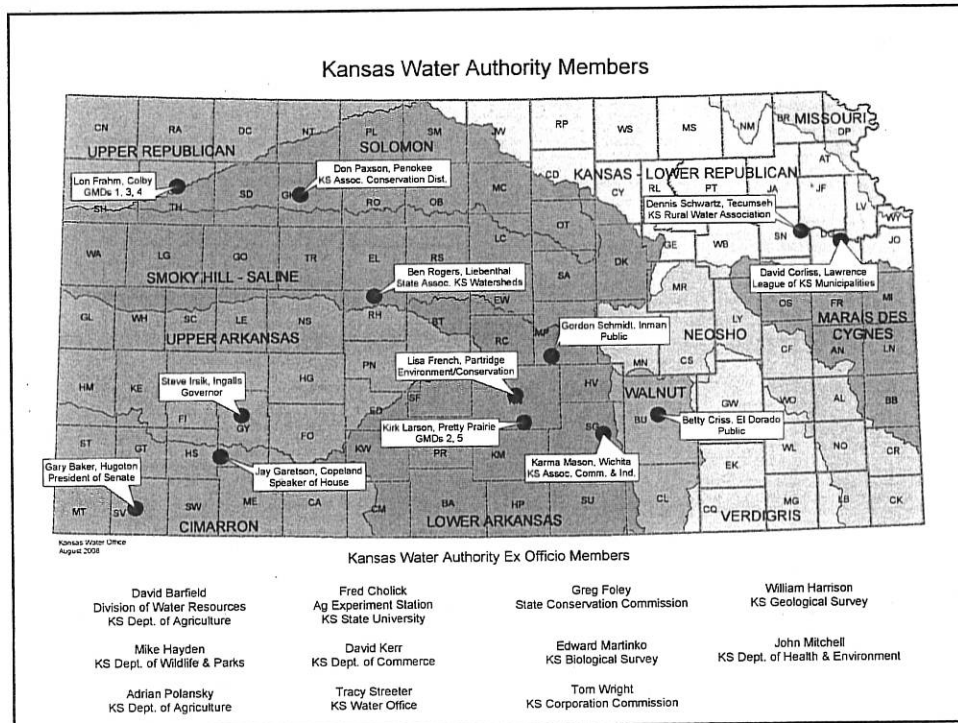 Kansas Water Authority Members
CN RA DC NT PL SM JW RP WS MS NM BR MISSOURI DP
UPPER REPUBLICAN
SOLOMON
Lon Frahm, Colby
GMDs 1, 3, 4
Don Paxson, Penokee
KS Assoc. Conservation Dist.
KANSAS - LOWER REPUBLICAN
SH TH SD GH RO OB MC CD CY RL PT JA AT JF LV WY
Dennis Schwartz, Tecumseh
KS Rural Water Association
WA LG GO TR EL RS LC OT SA DK GE WB SN JO
SMOKY HILL - SALINE
Ben Rogers, Liebenthal
State Assoc. KS Watersheds
David Corliss, Lawrence
League of KS Municipalities
MR OS FR MI
MARAIS DES
CYGNES
GL WH SC LE NS RH BT EW RC MP
UPPER ARKANSAS
Gordon Schmidt, Inman
Public
NEOSHO
LY MN CS CF AN LN
Lisa French, Partridge
Environment/Conservation
HM KE FI HG PN ED SF HV
Steve Irsik, Ingalls
Governor
GY FO
WALNUT
BU GW WO AL BB
Betty Criss, El Dorado
Public
Kirk Larson, Pretty Prairie
GMDs 2, 5
ST GT HS KW PR KM SG WL NO CR
Gary Baker, Hugoton
President of Senate
Jay Garetson, Copeland
Speaker of House
Karma Mason, Wichita
KS Assoc. Comm. & Ind.
EK
MT SV SW ME CA CM BA HP SU CL CQ MG LB CK
CIMARRON
LOWER ARKANSAS
VERDIGRIS
Kansas Water Office
August 2008
Kansas Water Authority Ex Officio Members
David Barfield
Division of Water Resources
KS Dept. of Agriculture
Fred Cholick
Ag Experiment Station
KS State University
Greg Foley
State Conservation Commission
William Harrison
KS Geological Survey
Mike Hayden
KS Dept. of Wildlife & Parks
David Kerr
KS Dept. of Commerce
Edward Martinko
KS Biological Survey
John Mitchell
KS Dept. of Health & Environment
Adrian Polansky
KS Dept. of Agriculture
Tracy Streeter
KS Water Office
Tom Wright
KS Corporation Commission